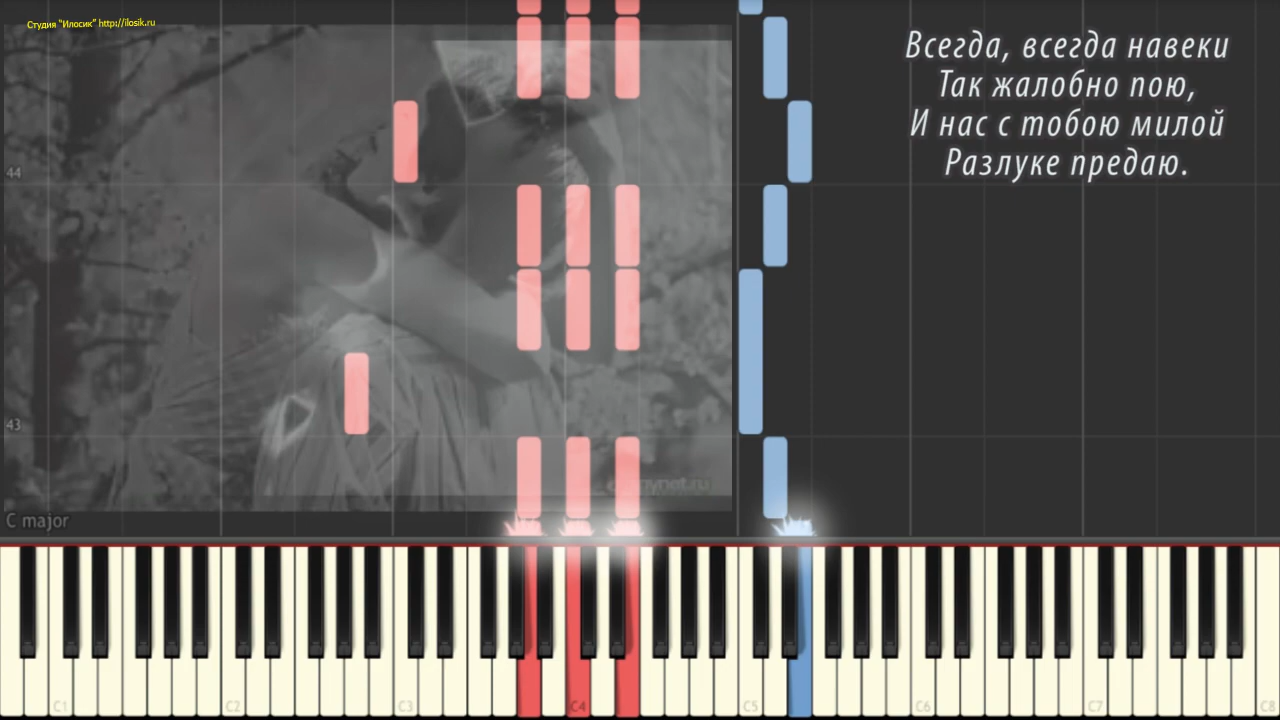 Студия "Илосик" http://ilosik.ru
Всегда, всегда навеки
Так жалобно пою,
И нас с тобою милой
Разлуке предаю.
44
43
C major
C1
C2
C3
C4
C5
C6
C7
C8